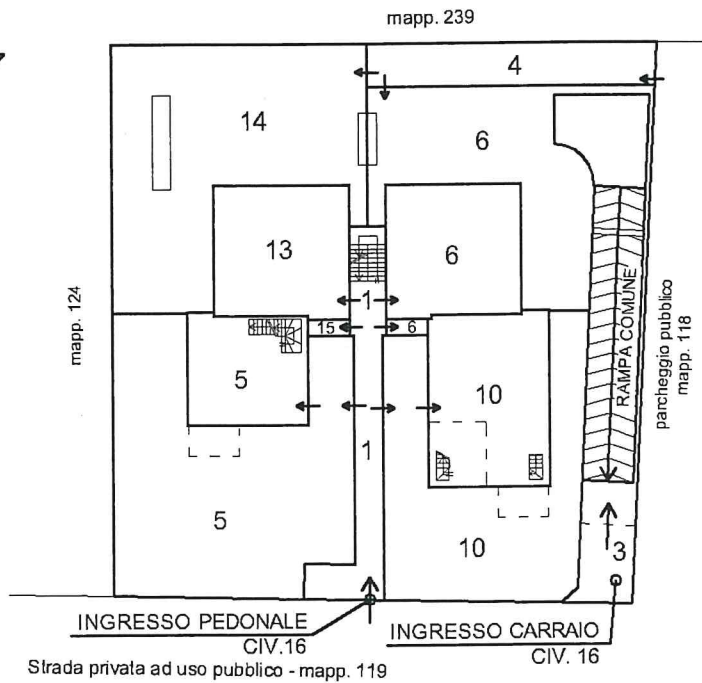 mapp. 239
4
14
6
13
6
1
15
6
mapp. 124
RAMPA COMUNE
parcheggio pubblico
mapp. 118
5
10
1
5
10
3
INGRESSO PEDONALE
CIV.16
INGRESSO CARRAIO
CIV. 16
Strada privata ad uso pubblico - mapp. 119